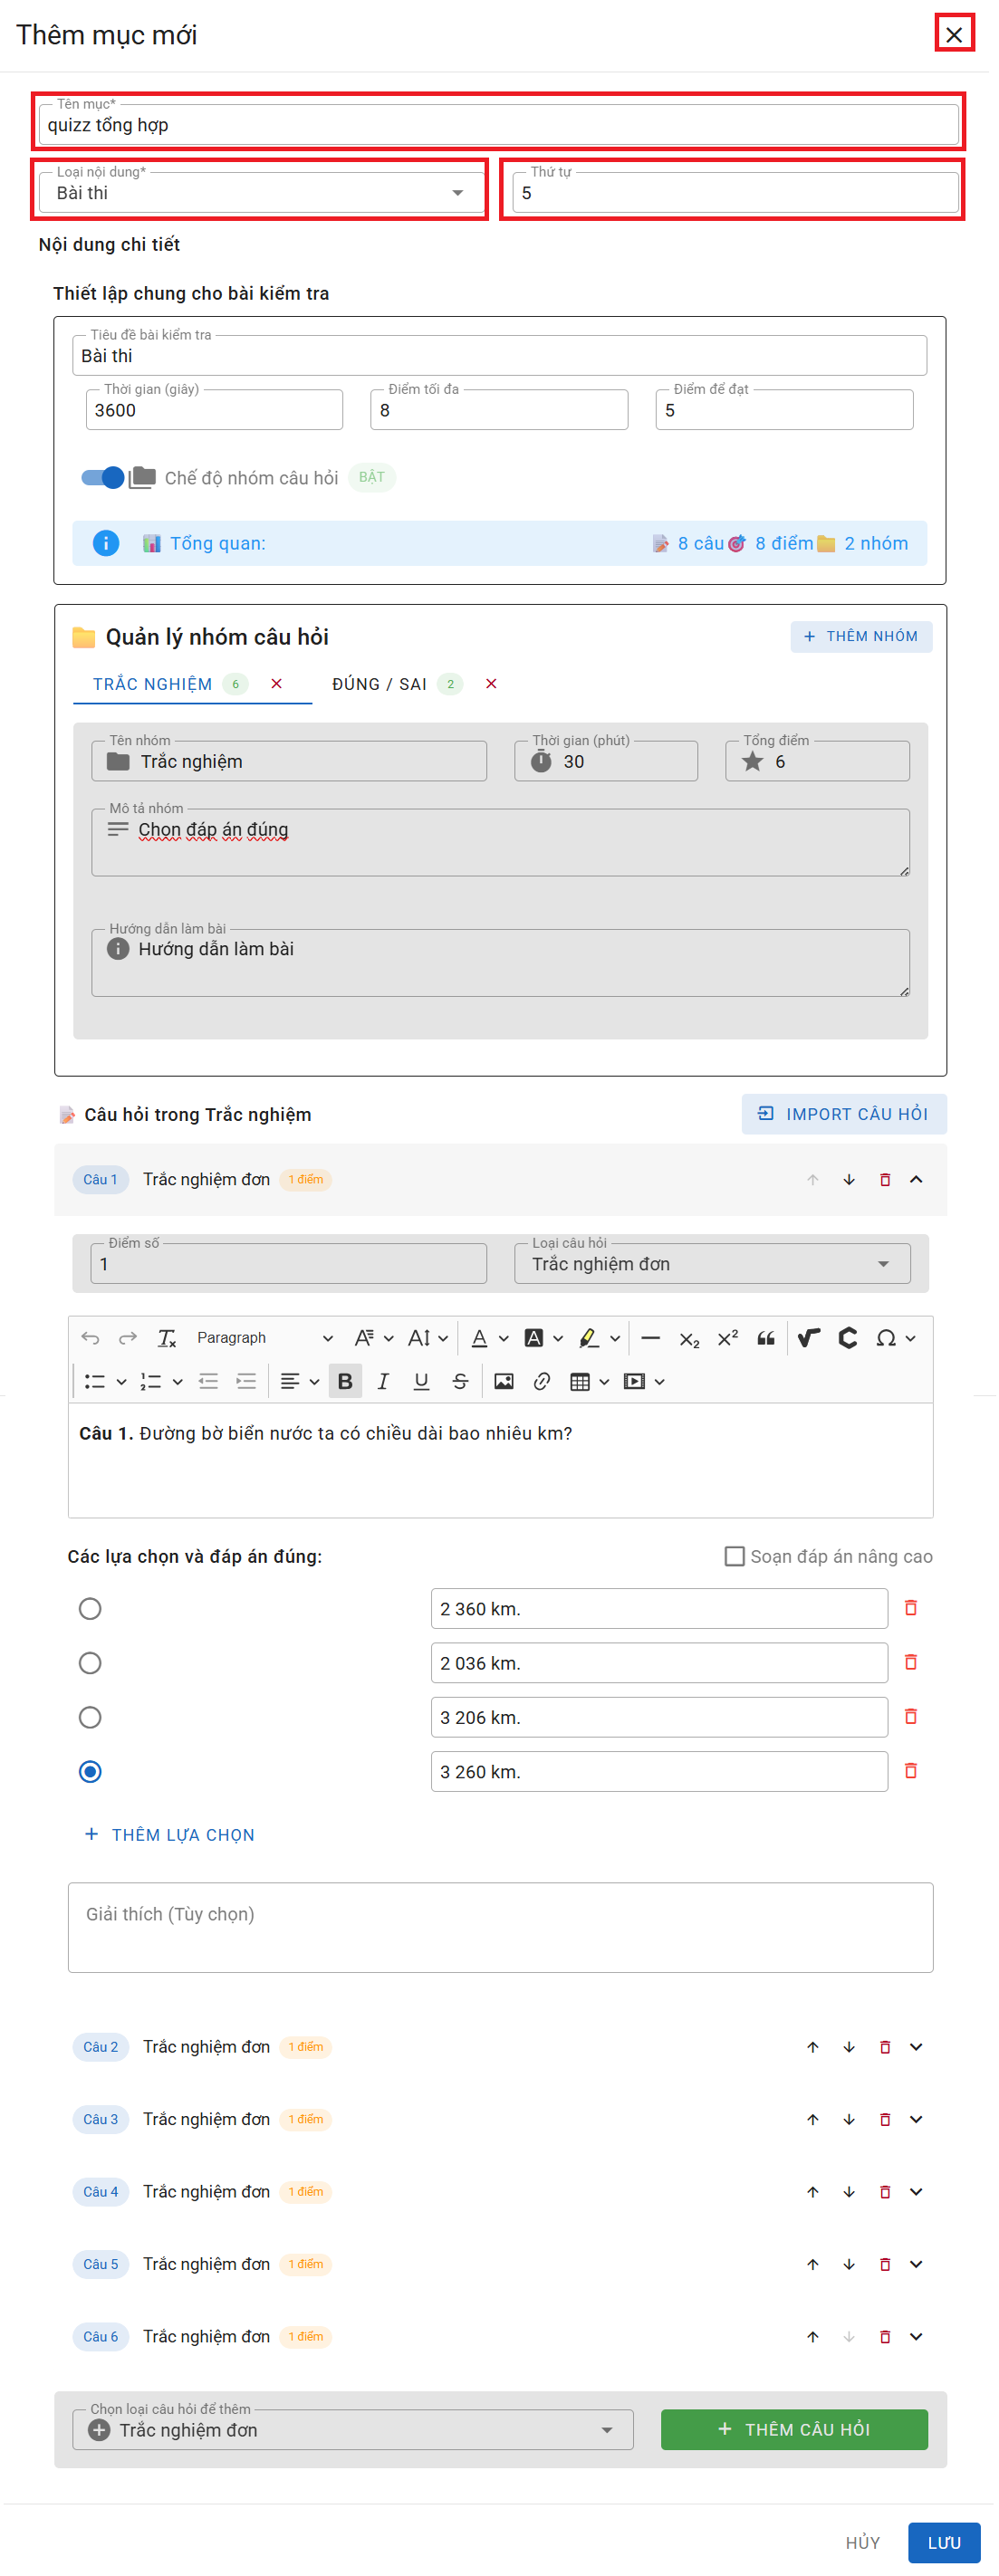 Thêm mục mới
Tên mục*
quizz tổng hợp
Loại nội dung*
Bài thi
Thứ tự
5
Nội dung chi tiết
Thiết lập chung cho bài kiểm tra
Tiêu đề bài kiểm tra
Bài thi
Thời gian (giây)
3600
Điểm tối đa
8
Điểm để đạt
5
Chế độ nhóm câu hỏi BẬT
Tổng quan: 8 câu 8 điểm 2 nhóm
Quản lý nhóm câu hỏi
+ THÊM NHÓM
TRẮC NGHIỆM 6
ĐÚNG / SAI 2
Tên nhóm
Trắc nghiệm
Thời gian (phút)
30
Tổng điểm
6
Mô tả nhóm
Chọn đáp án đúng
Hướng dẫn làm bài
Hướng dẫn làm bài
Câu hỏi trong Trắc nghiệm
IMPORT CÂU HỎI
Câu 1 Trắc nghiệm đơn 1 điểm
Điểm số
1
Loại câu hỏi
Trắc nghiệm đơn
Paragraph
Câu 1. Đường bờ biển nước ta có chiều dài bao nhiêu km?
Các lựa chọn và đáp án đúng:
Soạn đáp án nâng cao
2 360 km.
2 036 km.
3 206 km.
3 260 km.
+ THÊM LỰA CHỌN
Giải thích (Tùy chọn)
Câu 2 Trắc nghiệm đơn 1 điểm
Câu 3 Trắc nghiệm đơn 1 điểm
Câu 4 Trắc nghiệm đơn 1 điểm
Câu 5 Trắc nghiệm đơn 1 điểm
Câu 6 Trắc nghiệm đơn 1 điểm
Chọn loại câu hỏi để thêm
Trắc nghiệm đơn
+ THÊM CÂU HỎI
HỦY
LƯU